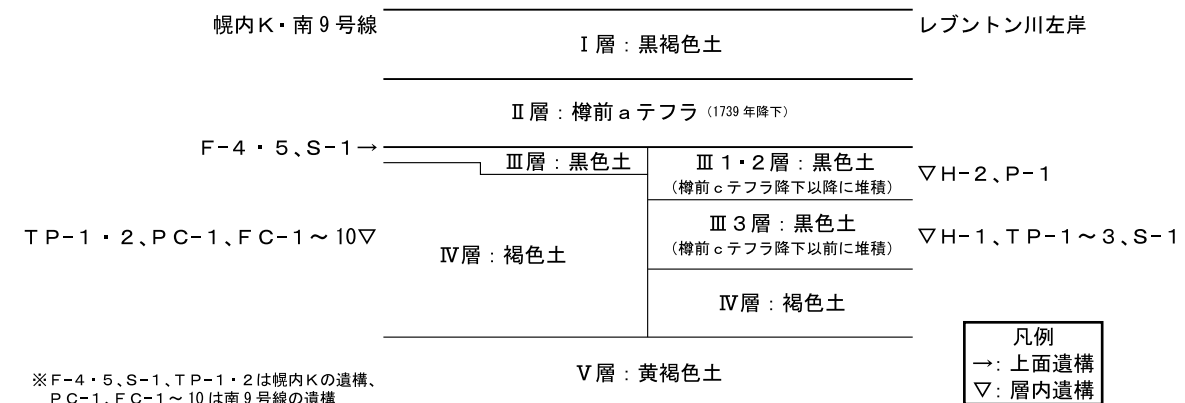 幌内K・南9号線
レブントン川左岸
Ⅰ層：黒褐色土
Ⅱ層：樽前aテフラ（1739年降下）
F-4・5、S-1→
Ⅲ層：黒色土
Ⅲ1・2層：黒色土
（樽前cテフラ降下以降に堆積）
▽H-2、P-1
TP-1・2、PC-1、FC-1～10▽
Ⅳ層：褐色土
Ⅲ3層：黒色土
（樽前cテフラ降下以前に堆積）
▽H-1、TP-1～3、S-1
Ⅳ層：褐色土
Ⅴ層：黄褐色土
凡例
→：上面遺構
▽：層内遺構
※F-4・5、S-1、TP-1・2は幌内Kの遺構、
PC-1、FC-1～10は南9号線の遺構